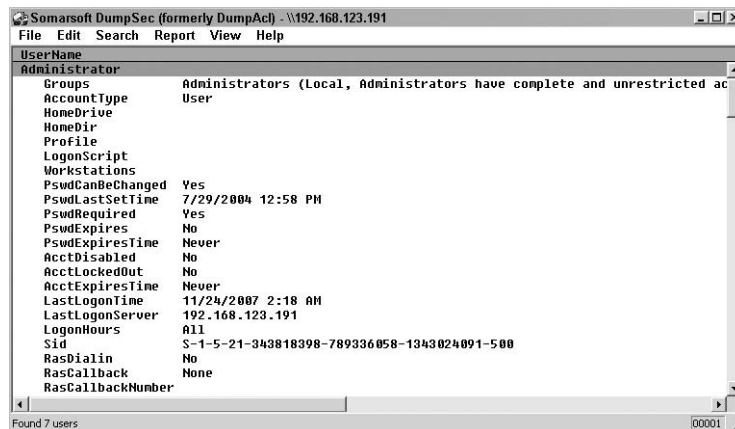 Somarsoft DumpSec (formerly DumpAcl) - \\192.168.123.191
File Edit Search Report View Help
UserName
Administrator
Groups Administrators (Local, Administrators have complete and unrestricted ac
AccountType User
HomeDrive
HomeDir
Profile
LogonScript
Workstations
PswdCanBeChanged Yes
PswdLastSetTime 7/29/2004 12:58 PM
PswdRequired Yes
PswdExpires No
PswdExpiresTime Never
AcctDisabled No
AcctLockedOut No
AcctExpiresTime Never
LastLogonTime 11/24/2007 2:18 AM
LastLogonServer 192.168.123.191
LogonHours All
Sid S-1-5-21-343818398-789336058-1343024091-500
RasDialin No
RasCallback None
RasCallbackNumber
Found 7 users 00001